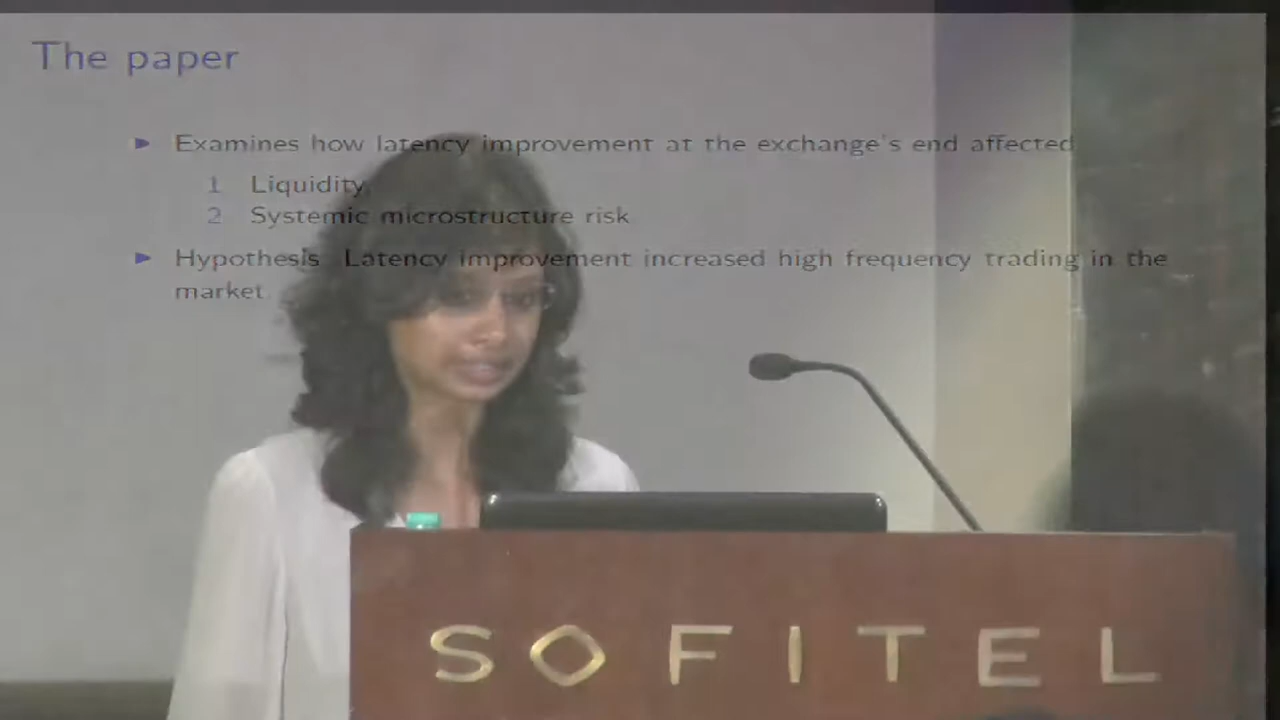 The paper
Examines how latency improvement at the exchange's end affected
1 Liquidity
2 Systemic microstructure risk
Hypothesis Latency improvement increased high frequency trading in the
market
SOFITEL